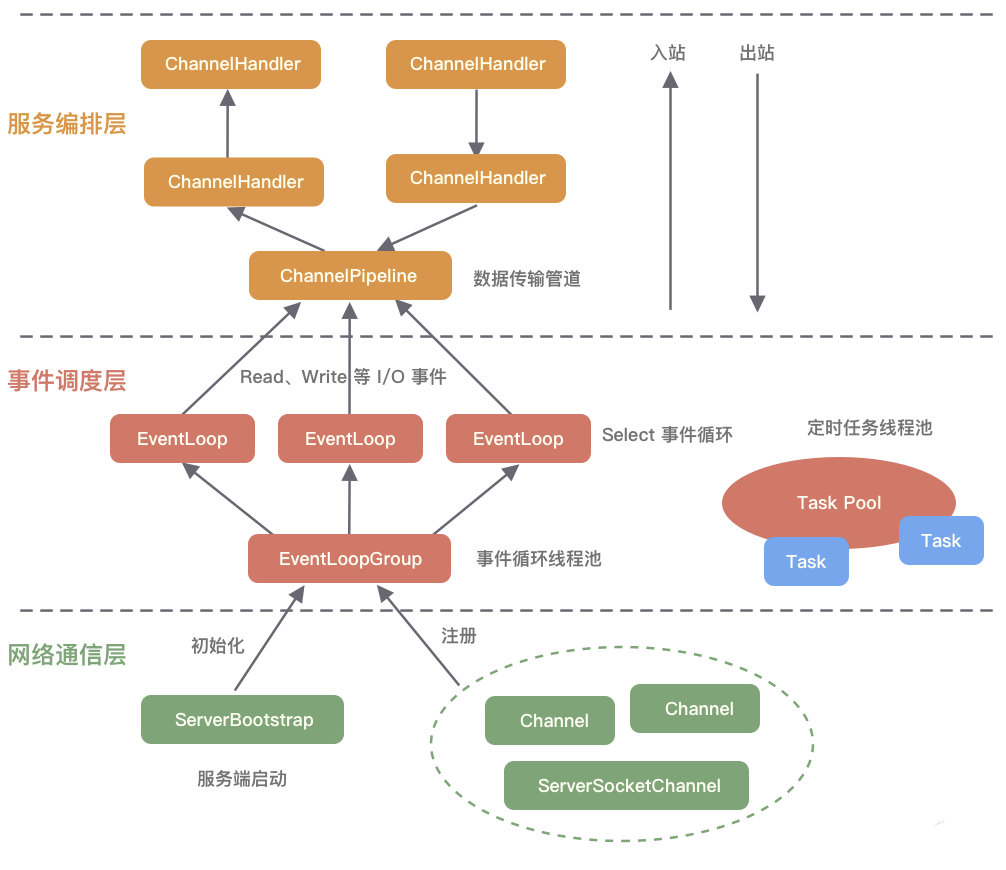 ChannelHandler
ChannelHandler
入站
出站
服务编排层
ChannelHandler
ChannelHandler
ChannelPipeline
数据传输管道
事件调度层
Read、Write 等 I/O 事件
EventLoop
EventLoop
EventLoop
Select 事件循环
定时任务线程池
Task Pool
Task
Task
EventLoopGroup
事件循环线程池
网络通信层
初始化
注册
ServerBootstrap
服务端启动
Channel
Channel
ServerSocketChannel